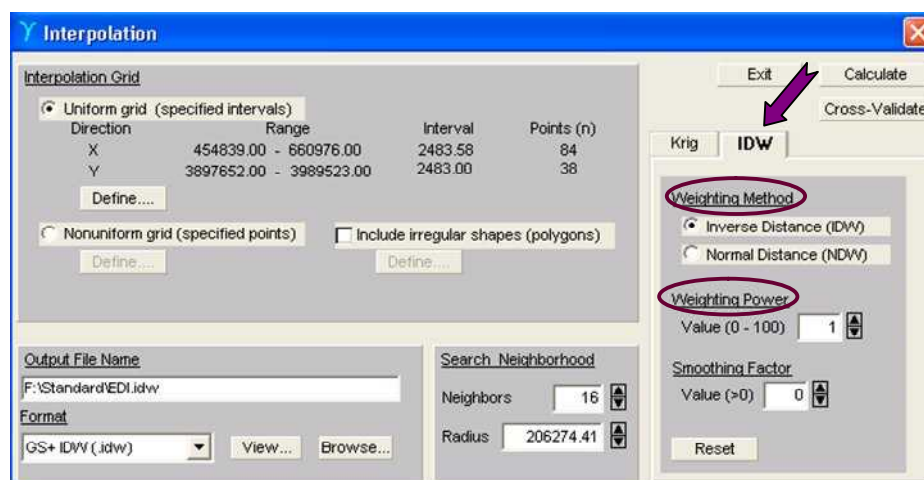 Interpolation
Interpolation Grid
Uniform grid (specified intervals)
Direction Range Interval Points (n)
X 454839.00 - 660976.00 2483.58 84
Y 3897652.00 - 3989523.00 2483.00 38
Define....
Nonuniform grid (specified points)
Include irregular shapes (polygons)
Define....
Define....
Output File Name
F:\Standard\EDI.idw
Format
GS+ IDW (.idw)
View...
Browse...
Search Neighborhood
Neighbors 16
Radius 206274.41
Exit
Calculate
Cross-Validate
Krig
IDW
Weighting Method
Inverse Distance (IDW)
Normal Distance (NDW)
Weighting Power
Value (0 - 100) 1
Smoothing Factor
Value (>0) 0
Reset